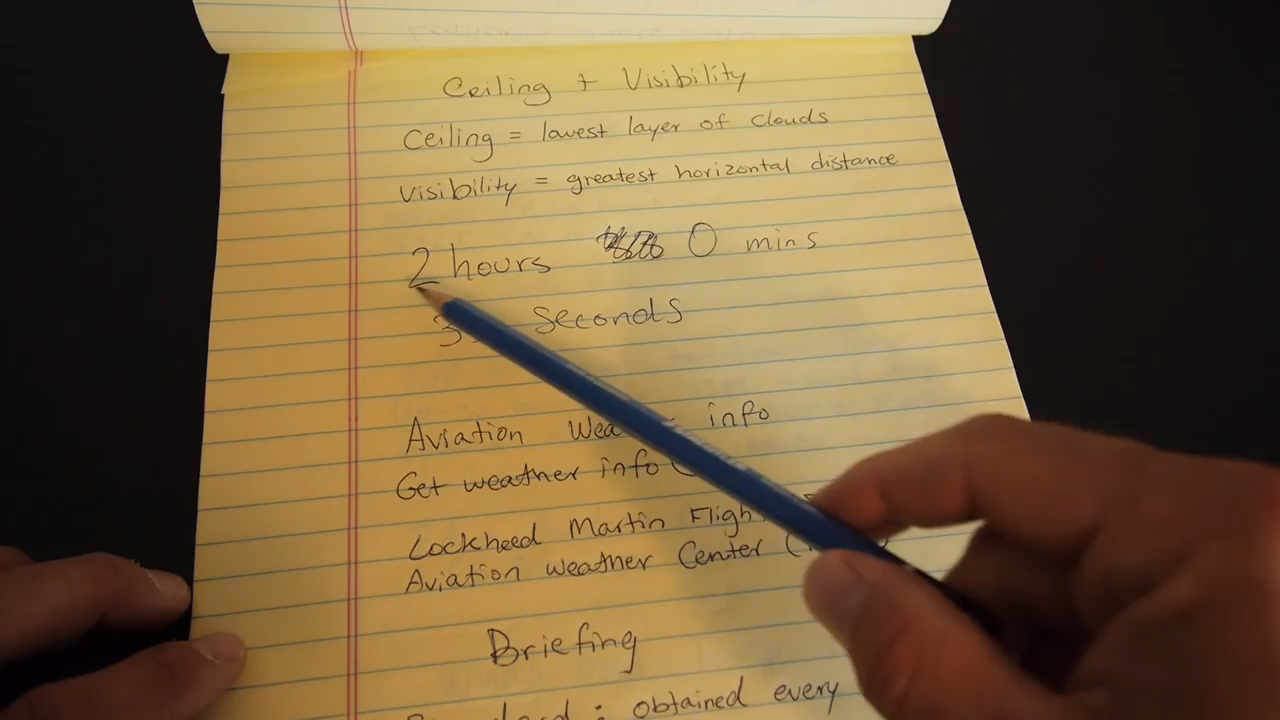 Ceiling + Visibility
Ceiling = lowest layer of clouds
visibility = greatest horizontal distance
2 hours 0 mins
seconds
Aviation info
Get weather info
Lockheed Martin
Aviation weather Center
Briefing
: obtained every